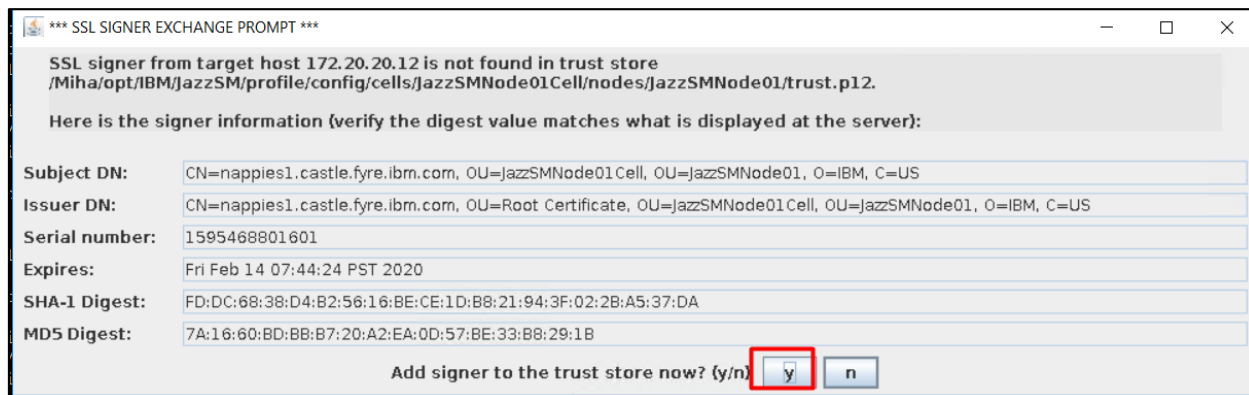 *** SSL SIGNER EXCHANGE PROMPT ***
SSL signer from target host 172.20.20.12 is not found in trust store
/Miha/opt/IBM/JazzSM/profile/config/cells/JazzSMNode01Cell/nodes/JazzSMNode01/trust.p12.
Here is the signer information (verify the digest value matches what is displayed at the server):
Subject DN: CN=nappies1.castle.fyre.ibm.com, OU=JazzSMNode01Cell, OU=JazzSMNode01, O=IBM, C=US
Issuer DN: CN=nappies1.castle.fyre.ibm.com, OU=Root Certificate, OU=JazzSMNode01Cell, OU=JazzSMNode01, O=IBM, C=US
Serial number: 1595468801601
Expires: Fri Feb 14 07:44:24 PST 2020
SHA-1 Digest: FD:DC:68:38:D4:B2:56:16:BE:CE:1D:B8:21:94:3F:02:2B:A5:37:DA
MD5 Digest: 7A:16:60:BD:BB:B7:20:A2:EA:0D:57:BE:33:B8:29:1B
Add signer to the trust store now? (y/n) y n